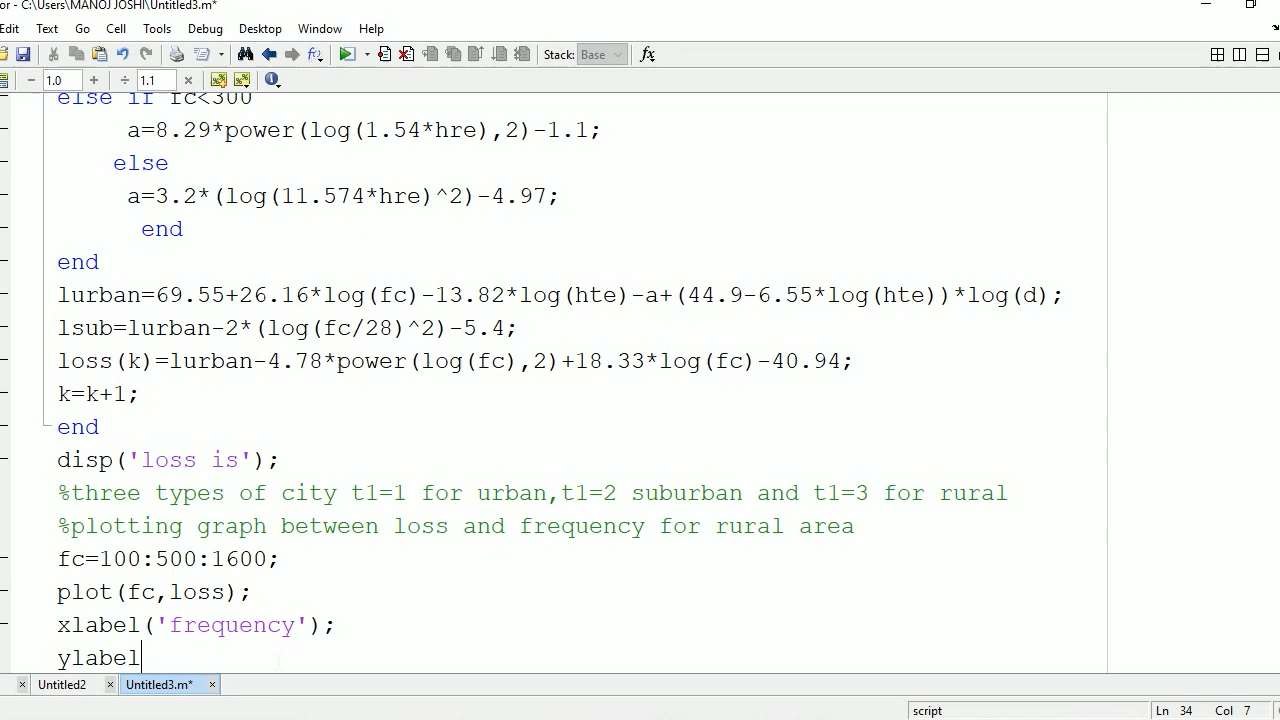 or - C:\Users\MANOJ JOSHI\Untitled3.m*
Edit Text Go Cell Tools Debug Desktop Window Help
Stack: Base fx
1.0 1.1
else if fc<300
a=8.29*power(log(1.54*hre),2)-1.1;
else
a=3.2*(log(11.574*hre)^2)-4.97;
end
end
lurban=69.55+26.16*log(fc)-13.82*log(hte)-a+(44.9-6.55*log(hte))*log(d);
lsub=lurban-2*(log(fc/28)^2)-5.4;
loss(k)=lurban-4.78*power(log(fc),2)+18.33*log(fc)-40.94;
k=k+1;
end
disp('loss is');
%three types of city t1=1 for urban,t1=2 suburban and t1=3 for rural
%plotting graph between loss and frequency for rural area
fc=100:500:1600;
plot(fc,loss);
xlabel('frequency');
ylabel
Untitled2 Untitled3.m*
script Ln 34 Col 7